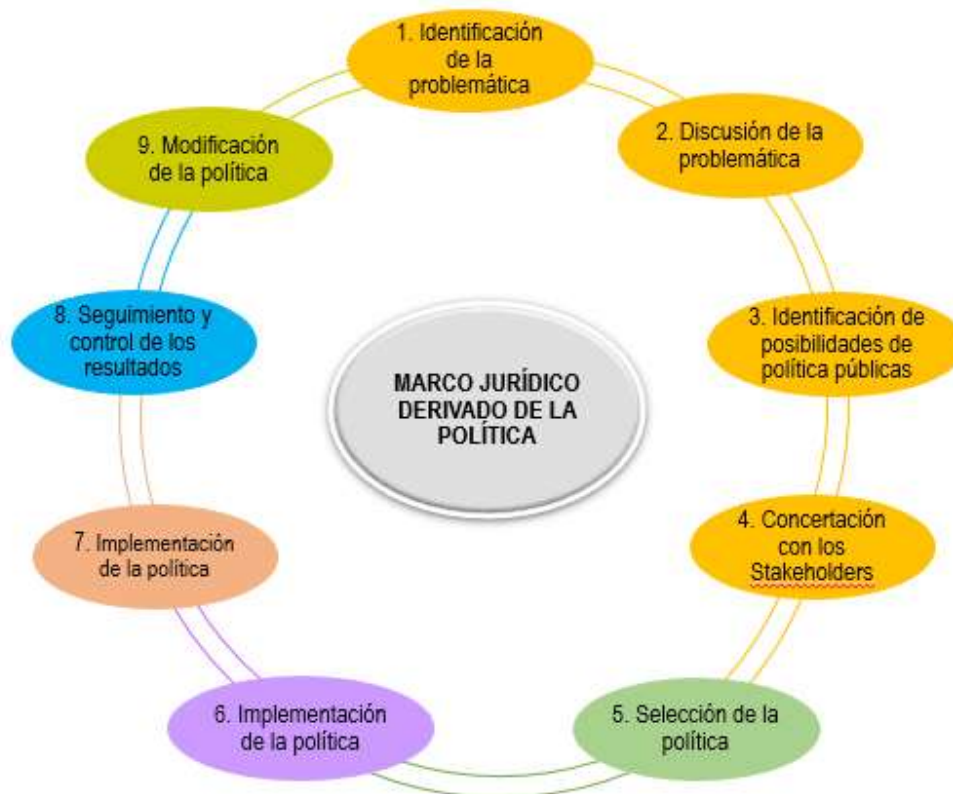 1. Identificación
de la
problemática
2. Discusión de la
problemática
3. Identificación de
posibilidades de
política públicas
4. Concertación
con los
Stakeholders
5. Selección de la
política
6. Implementación
de la política
7. Implementación
de la política
8. Seguimiento y
control de los
resultados
9. Modificación
de la política
MARCO JURÍDICO
DERIVADO DE LA
POLÍTICA